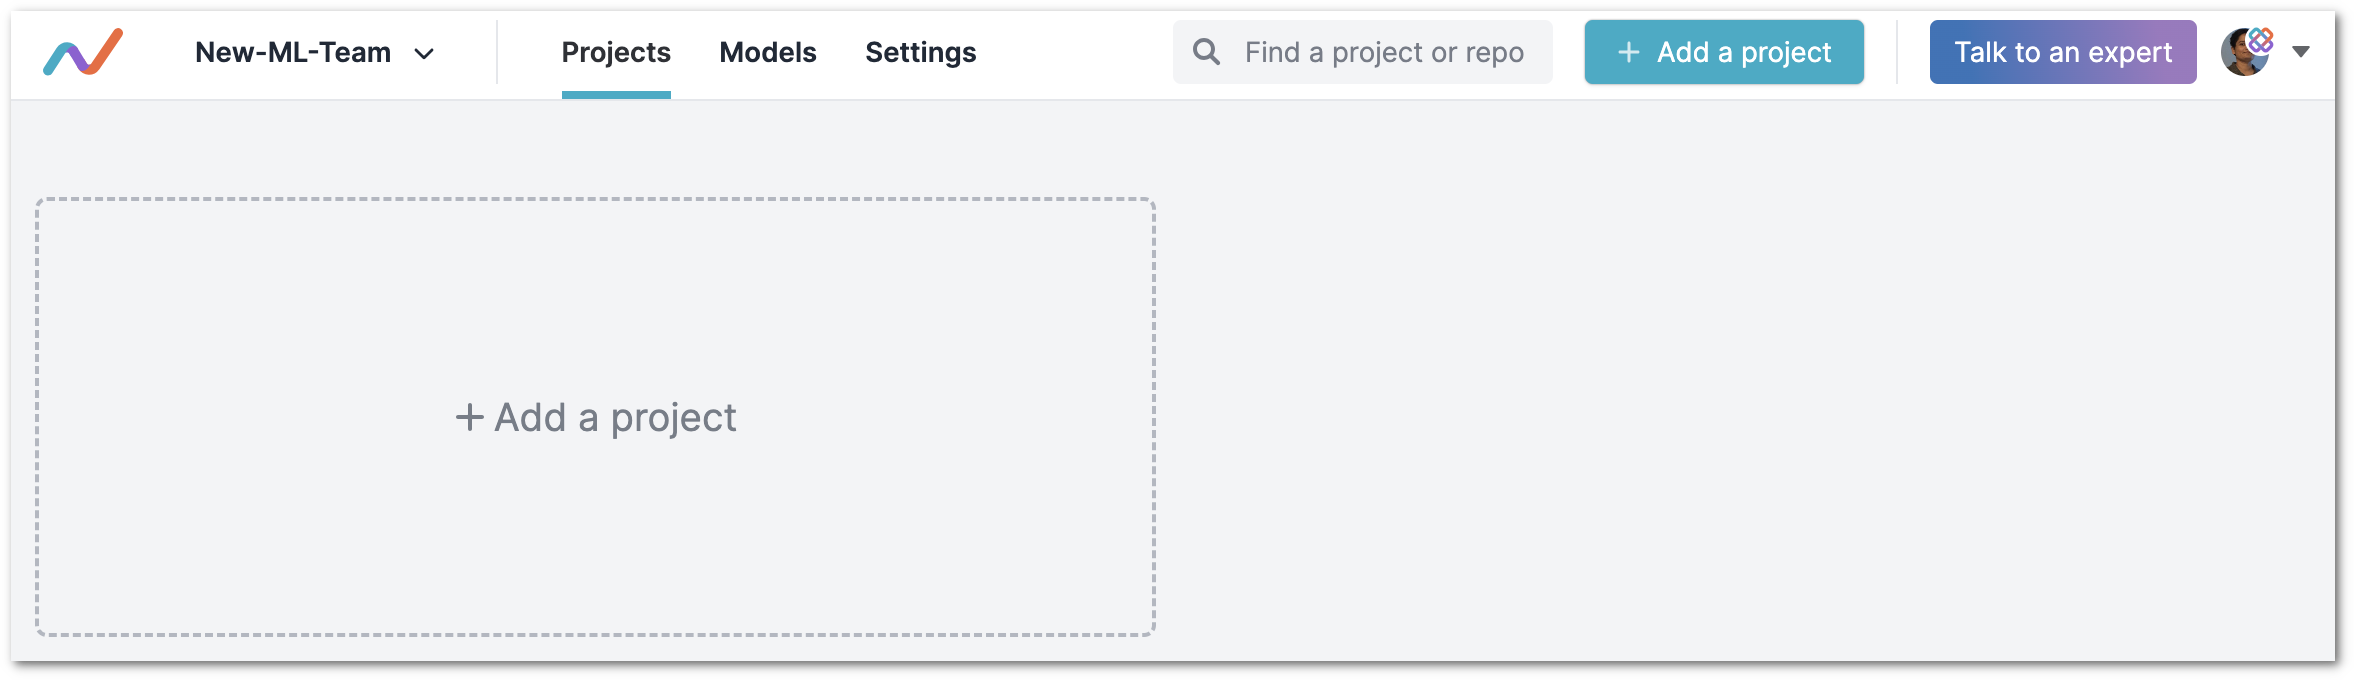 New-ML-Team
Projects
Models
Settings
Find a project or repo
+ Add a project
Talk to an expert
+ Add a project